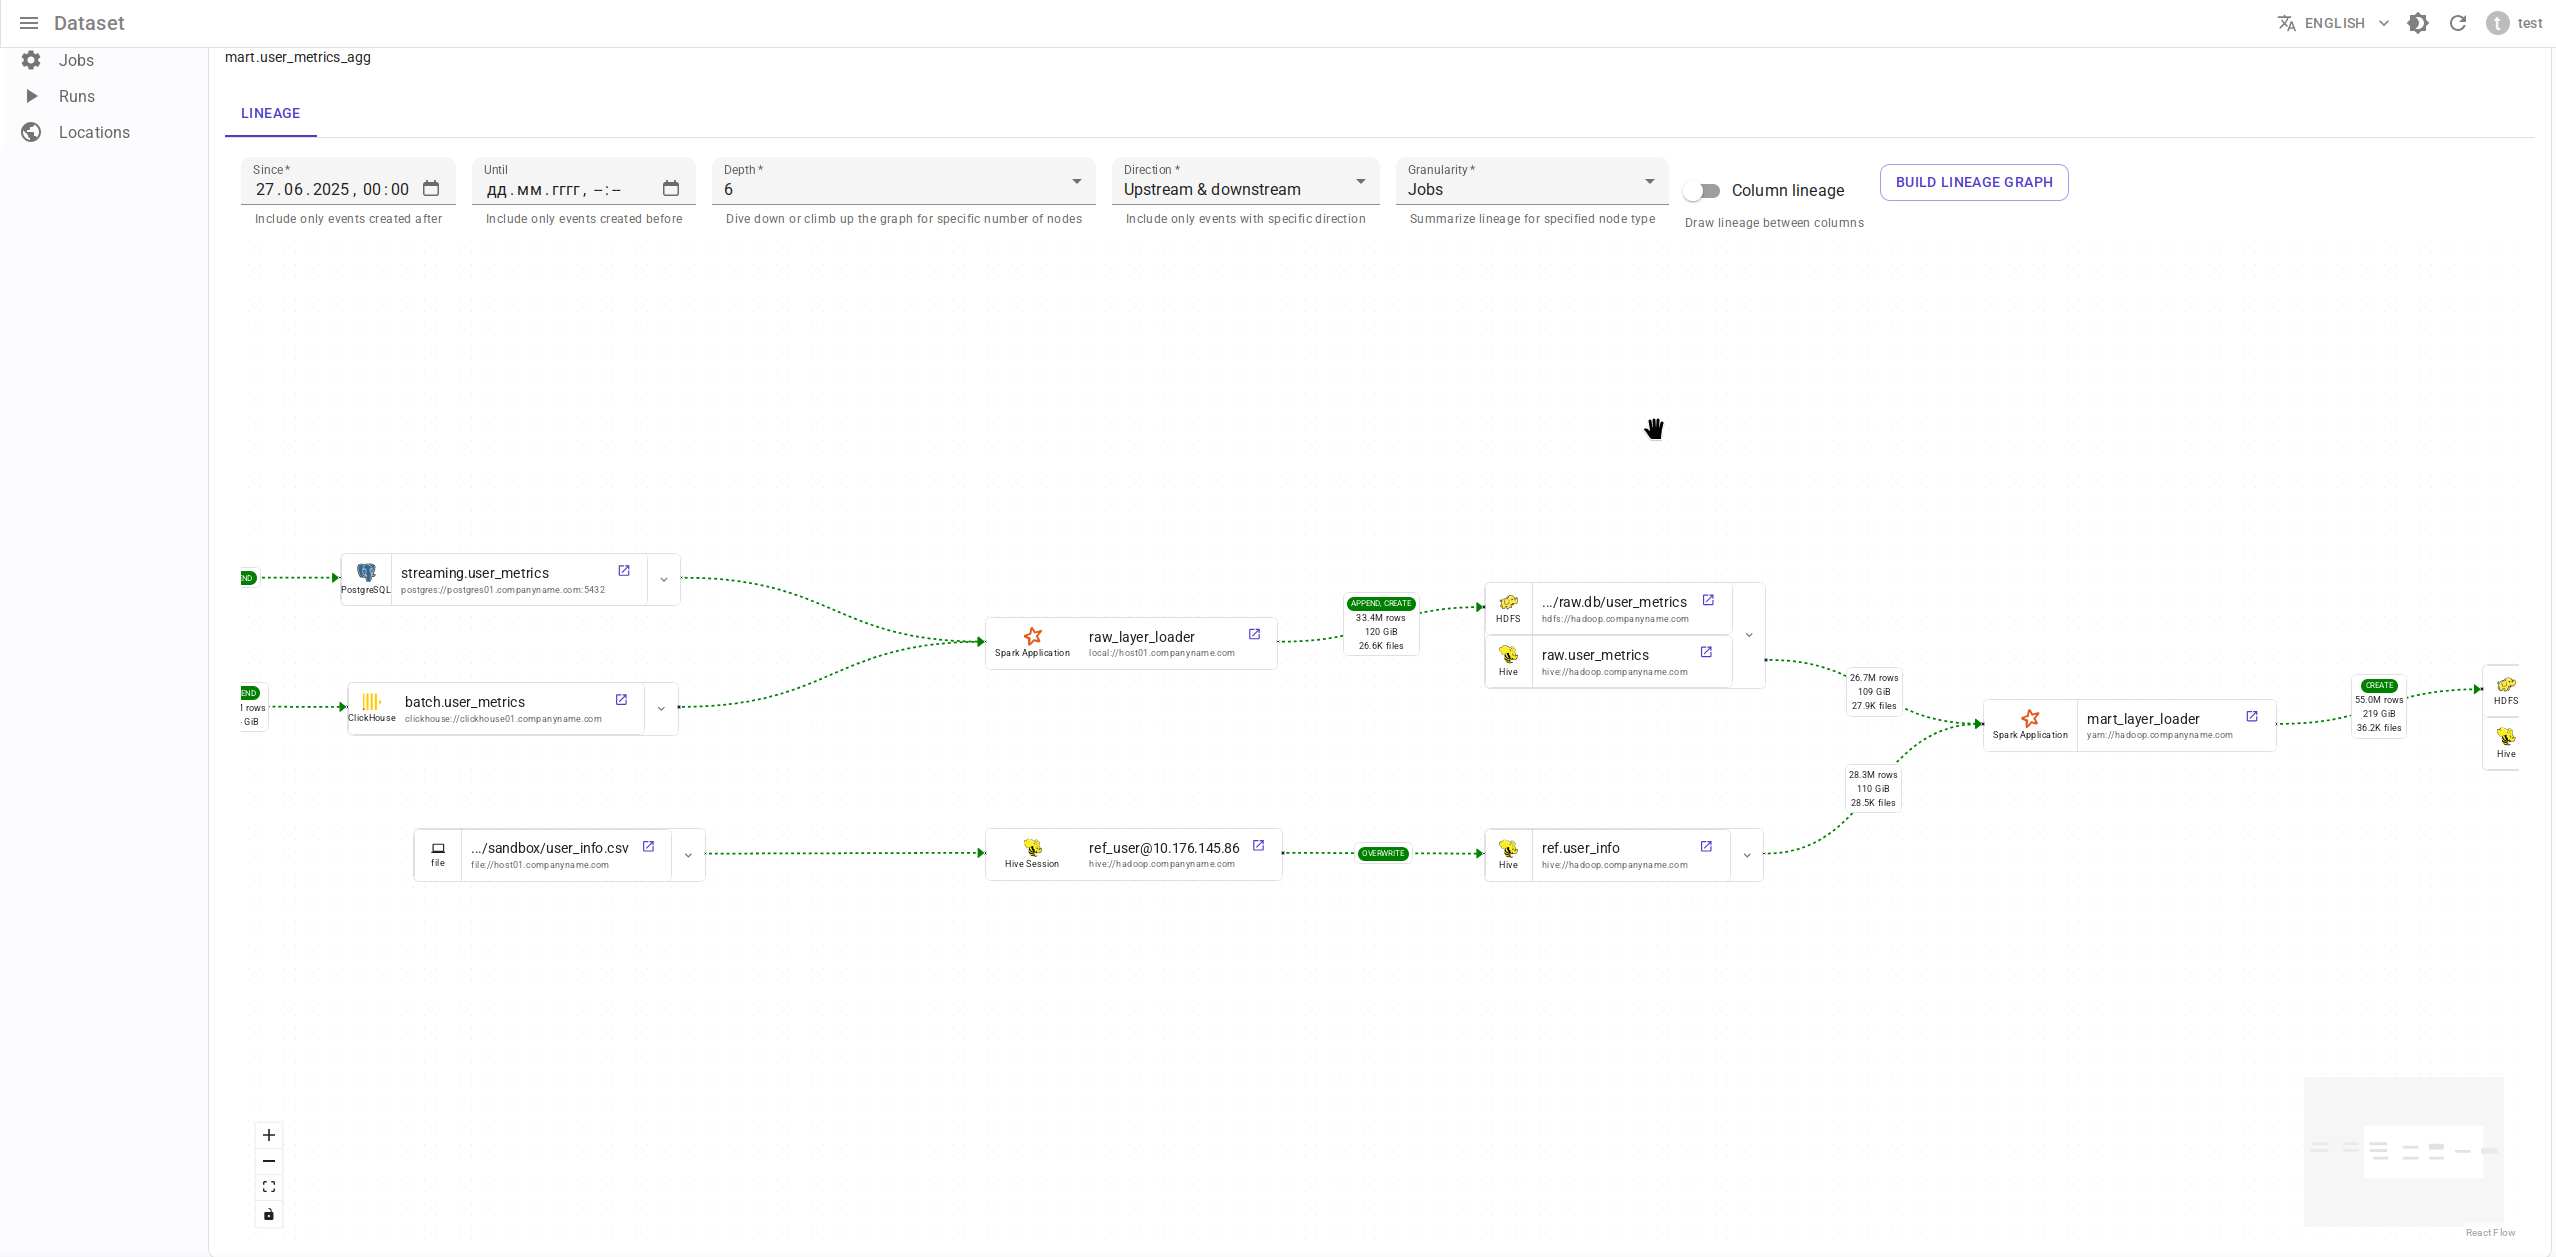 Dataset
ENGLISH
t
test
Jobs
Runs
Locations
mart.user_metrics_agg
LINEAGE
Since *
27.06.2025, 00:00
Include only events created after
Until
дд.мм.гггг, --:--
Include only events created before
Depth *
6
Dive down or climb up the graph for specific number of nodes
Direction *
Upstream & downstream
Include only events with specific direction
Granularity *
Jobs
Summarize lineage for specified node type
Column lineage
Draw lineage between columns
BUILD LINEAGE GRAPH
PostgreSQL
streaming.user_metrics
postgres://postgres01.companyname.com:5432
rows
GiB
ClickHouse
batch.user_metrics
clickhouse://clickhouse01.companyname.com
file
.../sandbox/user_info.csv
file://host01.companyname.com
Spark Application
raw_layer_loader
local://host01.companyname.com
Hive Session
ref_user@10.176.145.86
hive://hadoop.companyname.com
APPEND, CREATE
33.4M rows
120 GiB
26.6K files
OVERWRITE
HDFS
.../raw.db/user_metrics
hdfs://hadoop.companyname.com
Hive
raw.user_metrics
hive://hadoop.companyname.com
Hive
ref.user_info
hive://hadoop.companyname.com
26.7M rows
109 GiB
27.9K files
28.3M rows
110 GiB
28.5K files
Spark Application
mart_layer_loader
yarn://hadoop.companyname.com
CREATE
55.0M rows
219 GiB
36.2K files
HDFS
Hive
React Flow